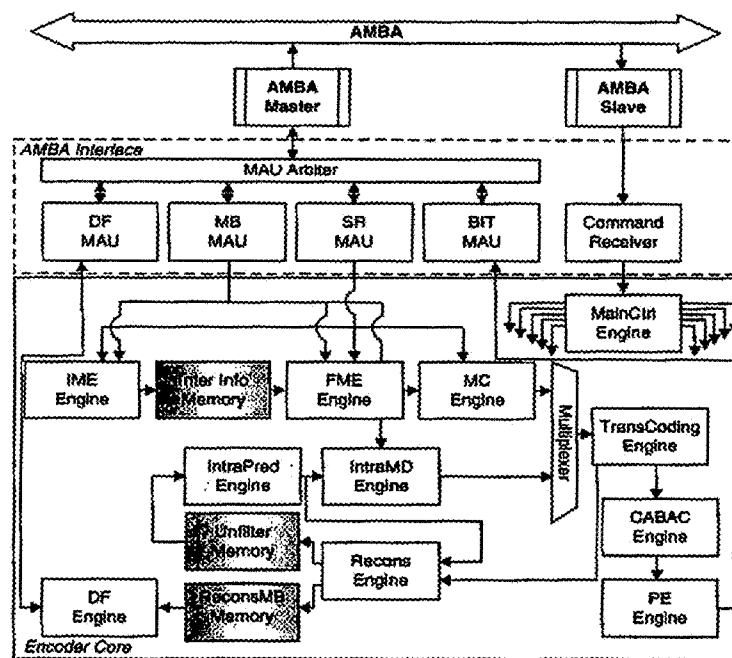 AMBA
AMBA
Master
AMBA
Slave
AMBA Interface
MAU Arbiter
DF
MAU
MB
MAU
SR
MAU
BIT
MAU
Command
Receiver
MainCtrl
Engine
IME
Engine
Inter Info
Memory
FME
Engine
MC
Engine
Multiplexer
TransCoding
Engine
IntraPred
Engine
IntraMD
Engine
CABAC
Engine
Unfilter
Memory
Recons
Engine
DF
Engine
ReconsMB
Memory
PE
Engine
Encoder Core